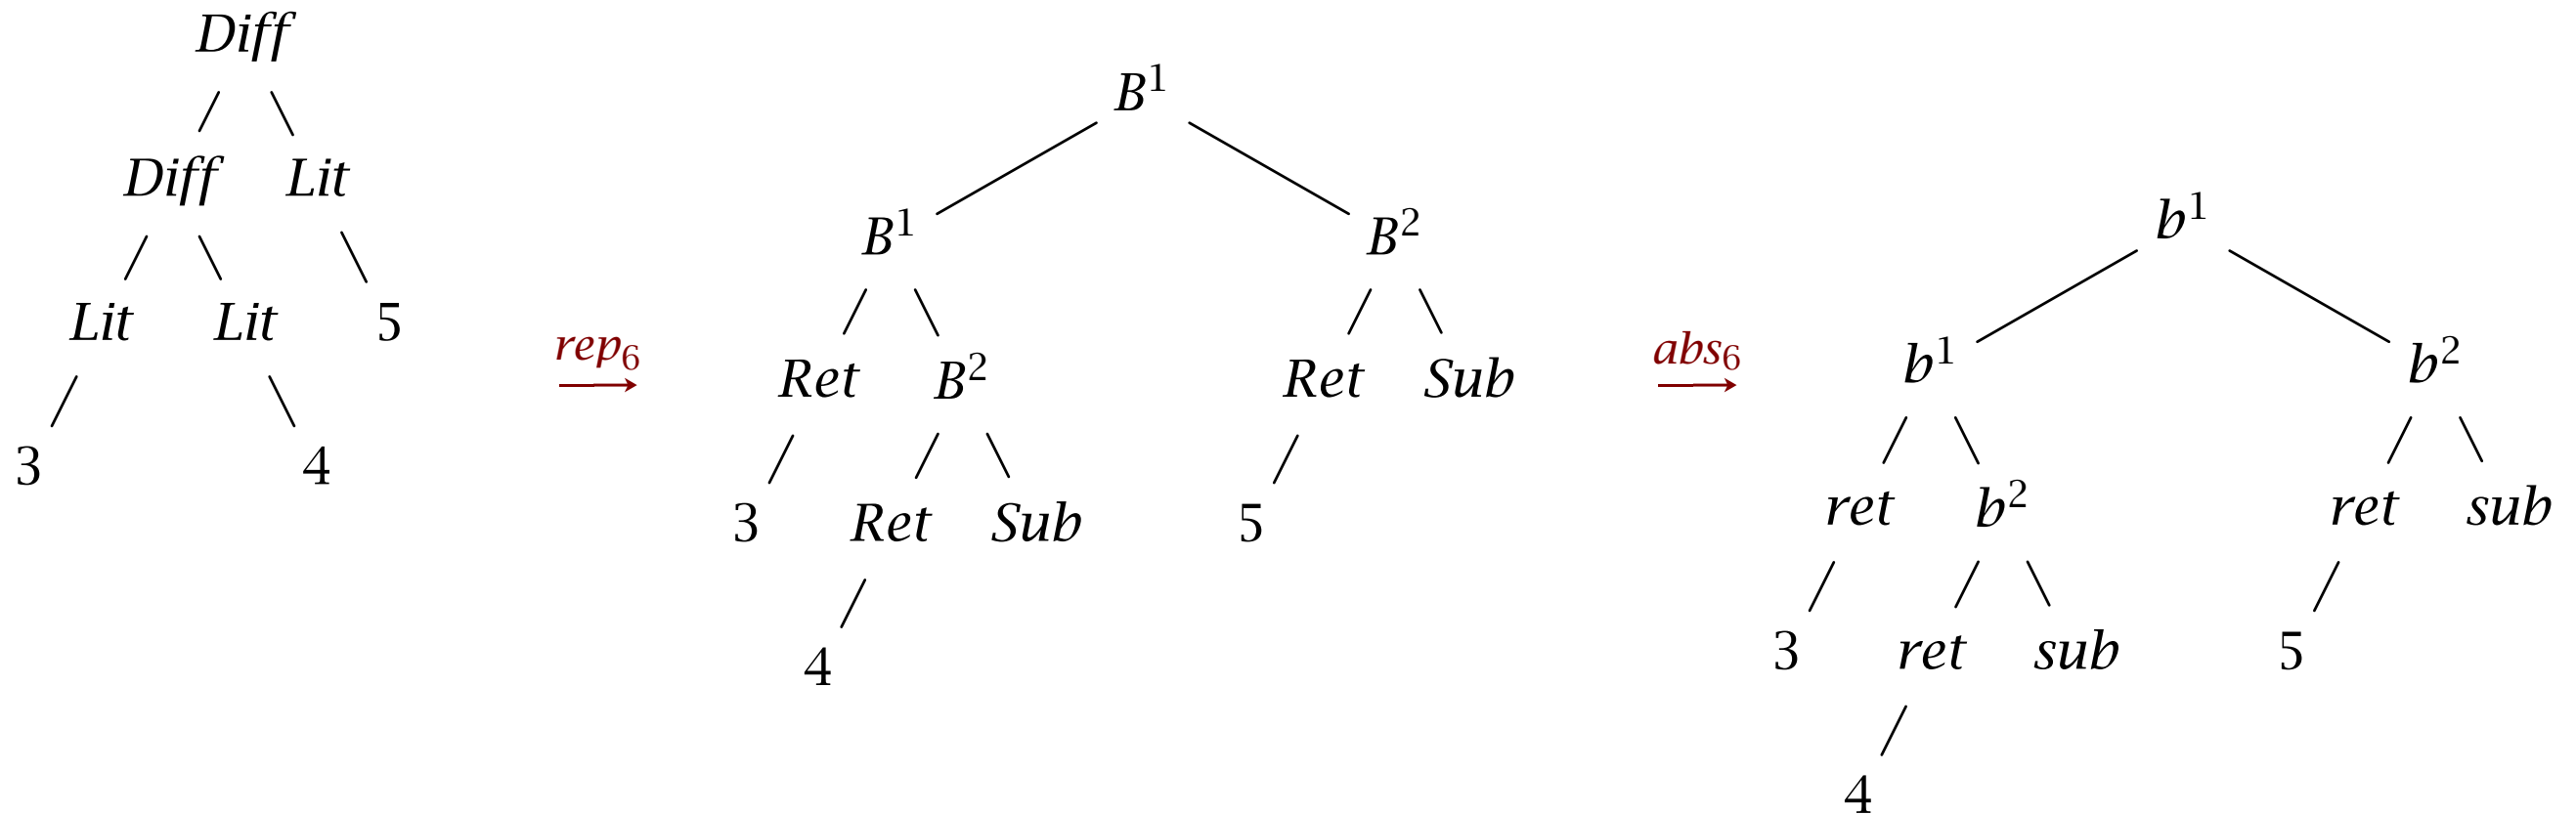 Diff
B¹
Diff Lit
b¹
B¹ B²
Lit Lit 5
rep₆
abs₆
Ret B² Ret Sub
b¹ b²
3 4
3 Ret Sub 5
ret b² ret sub
4
3 ret sub 5
4